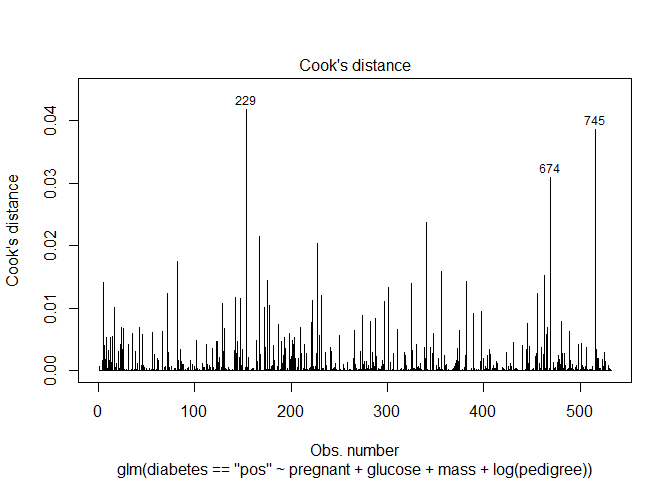 Cook's distance
229
745
674
Cook's distance
0.04
0.03
0.02
0.01
0.00
0 100 200 300 400 500
Obs. number
glm(diabetes == "pos" ~ pregnant + glucose + mass + log(pedigree))